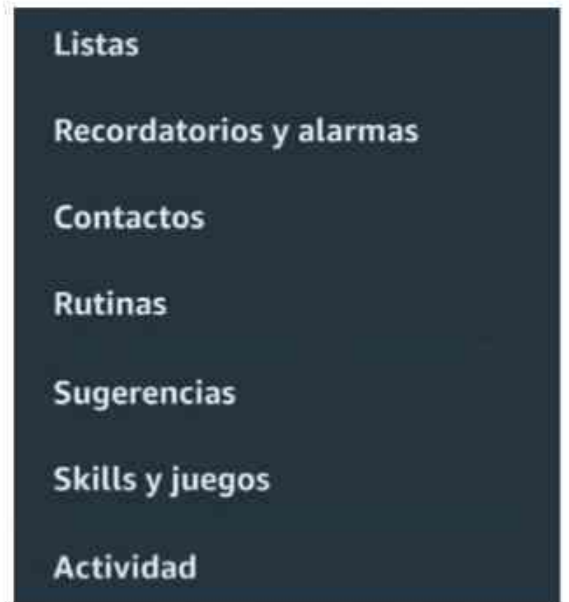 Listas
Recordatorios y alarmas
Contactos
Rutinas
Sugerencias
Skills y juegos
Actividad